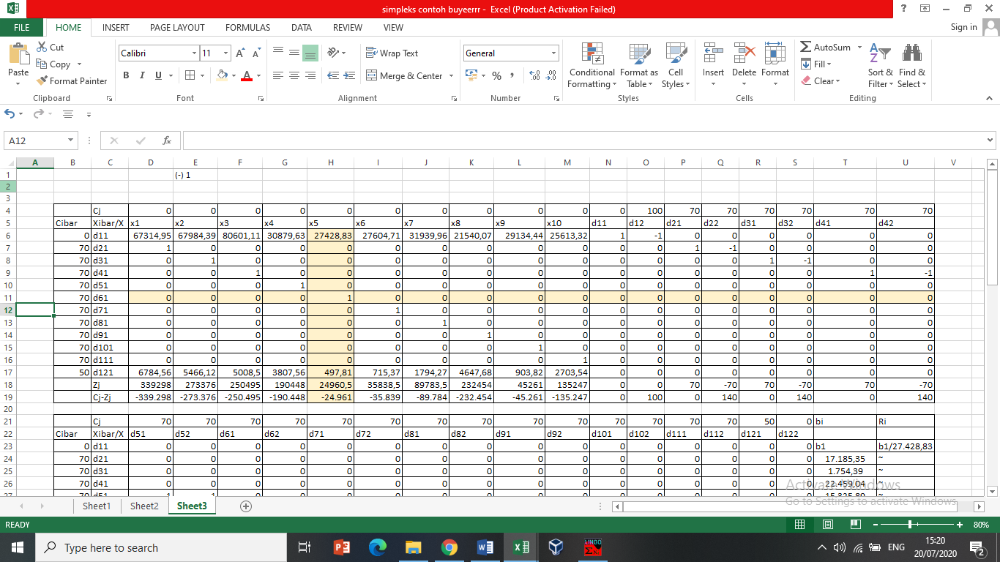 simpleks contoh buyeerrr - Excel (Product Activation Failed)
FILE HOME INSERT PAGE LAYOUT FORMULAS DATA REVIEW VIEW Sign in
Paste Cut Copy Format Painter Clipboard
Calibri 11 B I U Font
Wrap Text Merge & Center Alignment
General % Number
Conditional Formatting Format as Table Cell Styles Styles
Insert Delete Format Cells
AutoSum Fill Clear Sort & Filter Find & Select Editing
A12 fx
A B C D E F G H I J K L M N O P Q R S T U V
1 (-) 1
2
3
4 Cj 0 0 0 0 0 0 0 0 0 0 0 100 70 70 70 70 70 70
5 Cibar Xibar/X x1 x2 x3 x4 x5 x6 x7 x8 x9 x10 d11 d12 d21 d22 d31 d32 d41 d42
6 0 d11 67314,95 67984,39 80601,11 30879,63 27428,83 27604,71 31939,96 21540,07 29134,44 25613,32 1 -1 0 0 0 0 0 0
7 70 d21 1 0 0 0 0 0 0 0 0 0 0 0 1 -1 0 0 0 0
8 70 d31 0 1 0 0 0 0 0 0 0 0 0 0 0 0 1 -1 0 0
9 70 d41 0 0 1 0 0 0 0 0 0 0 0 0 0 0 0 0 1 -1
10 70 d51 0 0 0 1 0 0 0 0 0 0 0 0 0 0 0 0 0 0
11 70 d61 0 0 0 0 1 0 0 0 0 0 0 0 0 0 0 0 0 0
12 70 d71 0 0 0 0 0 1 0 0 0 0 0 0 0 0 0 0 0 0
13 70 d81 0 0 0 0 0 0 1 0 0 0 0 0 0 0 0 0 0 0
14 70 d91 0 0 0 0 0 0 0 1 0 0 0 0 0 0 0 0 0 0
15 70 d101 0 0 0 0 0 0 0 0 1 0 0 0 0 0 0 0 0 0
16 70 d111 0 0 0 0 0 0 0 0 0 1 0 0 0 0 0 0 0 0
17 50 d121 6784,56 5466,12 5008,5 3807,56 497,81 715,37 1794,27 4647,68 903,82 2703,54 0 0 0 0 0 0 0 0
18 Zj 339298 273376 250495 190448 24960,5 35838,5 89783,5 232454 45261 135247 0 0 70 -70 70 -70 70 -70
19 Cj-Zj -339.298 -273.376 -250.495 -190.448 -24.961 -35.839 -89.784 -232.454 -45.261 -135.247 0 100 0 140 0 140 0 140
20
21 Cj 70 70 70 70 70 70 70 70 70 70 70 70 70 70 50 0 bi Ri
22 Cibar Xibar/X d51 d52 d61 d62 d71 d72 d81 d82 d91 d92 d101 d102 d111 d112 d121 d122
23 0 d11 0 0 0 0 0 0 0 0 0 0 0 0 0 0 0 0 b1 b1/27.428,83
24 70 d21 0 0 0 0 0 0 0 0 0 0 0 0 0 0 0 0 17.185,35 ~
25 70 d31 0 0 0 0 0 0 0 0 0 0 0 0 0 0 0 0 1.754,39 ~
26 70 d41 0 0 0 0 0 0 0 0 0 0 0 0 0 0 0 0 22.459,04 ~
Activate Windows
Go to Settings to activate Windows.
Sheet1 Sheet2 Sheet3
READY 80%
Type here to search
LINGO
ENG
15:20
20/07/2020
2